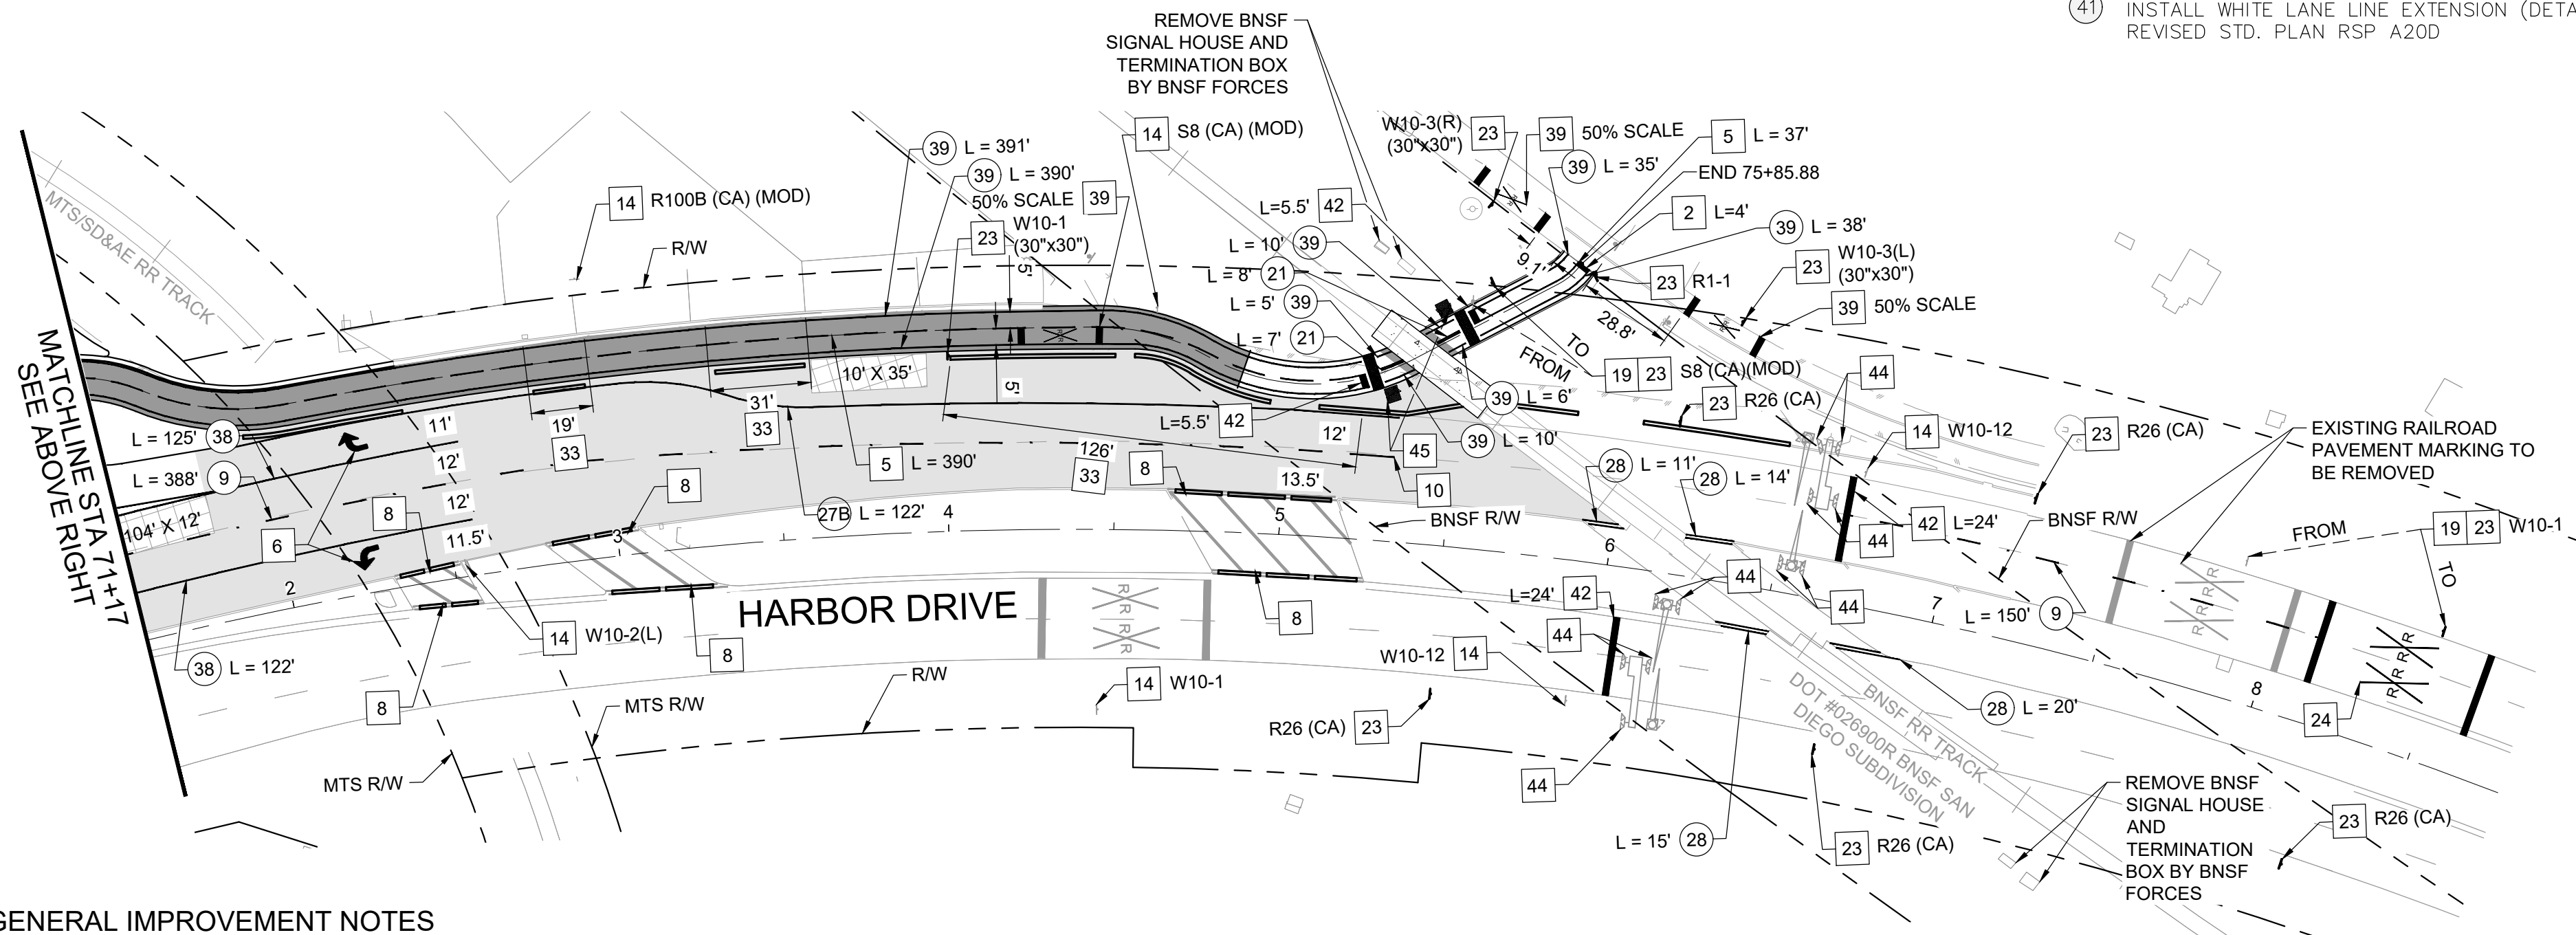 41 INSTALL WHITE LANE LINE EXTENSION (DETA
REVISED STD. PLAN RSP A20D
REMOVE BNSF
SIGNAL HOUSE AND
TERMINATION BOX
BY BNSF FORCES
MATCHLINE STA 71+17
SEE ABOVE RIGHT
MTS/SD&AE RR TRACK
14 R100B (CA) (MOD)
R/W
39 L = 391'
39 L = 390'
50% SCALE 39
23 W10-1
(30"x30")
14 S8 (CA) (MOD)
5'
5'
W10-3(R)
(30"x30") 23
39 50% SCALE
5 L = 37'
39 L = 35'
END 75+85.88
2 L=4'
39 L = 38'
23 W10-3(L)
(30"x30")
23 R1-1
39 50% SCALE
L=5.5' 42
L = 10' 39
L = 8' 21
L = 5' 39
L = 7' 21
9.1'
28.8'
TO
FROM
19 23 S8 (CA)(MOD)
39 L = 6'
23 R26 (CA)
44
14 W10-12
23 R26 (CA)
EXISTING RAILROAD
PAVEMENT MARKING TO
BE REMOVED
L=5.5' 42
45
39 L = 10'
10
12'
L = 125' 38
L = 388' 9
104' X 12'
6
11'
12'
12'
11.5'
8
19'
33
31'
33
10' X 35'
5 L = 390'
126'
33
8
8
13.5'
27B L = 122'
2
3
4
5
6
7
8
28 L = 11'
28 L = 14'
BNSF R/W
42 L=24'
44
BNSF R/W
FROM
19 23 W10-1
TO
L = 150' 9
44
44
L=24' 42
44
W10-12 14
HARBOR DRIVE
R R R
R R R
R R R
R R R
R R R
R R R
8
8
8
8
14 W10-2(L)
38 L = 122'
MTS R/W
MTS R/W
R/W
14 W10-1
R26 (CA) 23
44
L = 15' 28
23 R26 (CA)
BNSF RR TRACK
DOT #026900R BNSF SAN
DIEGO SUBDIVISION
28 L = 20'
24
REMOVE BNSF
SIGNAL HOUSE
AND
TERMINATION
BOX BY BNSF
FORCES
23 R26 (CA)
GENERAL IMPROVEMENT NOTES